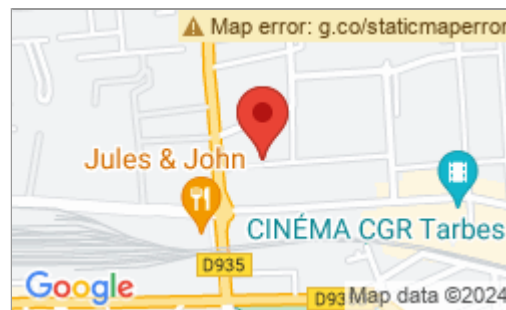 Map error: g.co/staticmaperror
Jules & John
CINÉMA CGR Tarbes
D935
Google
D93
Map data ©2024